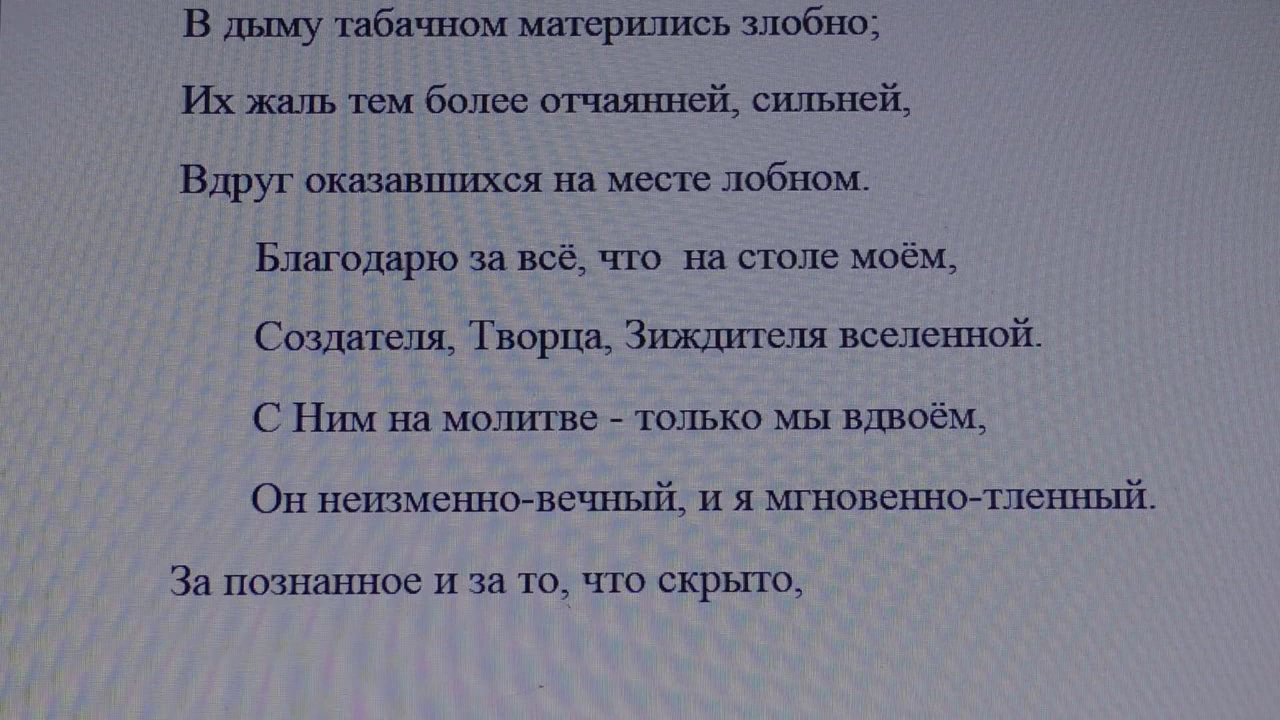 В дыму табачном матерились злобно;
Их жаль тем более отчаянней, сильней,
Вдруг оказавшихся на месте лобном.
Благодарю за всё, что  на столе моём,
Создателя, Творца, Зиждителя вселенной.
С Ним на молитве - только мы вдвоём,
Он неизменно-вечный, и я мгновенно-тленный.
За познанное и за то, что скрыто,